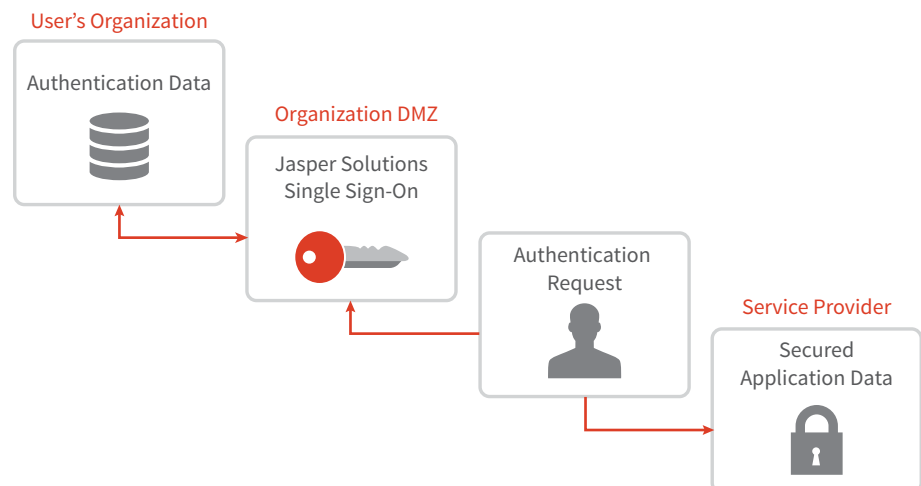 User’s Organization
Authentication Data
Organization DMZ
Jasper Solutions
Single Sign-On
Authentication
Request
Service Provider
Secured
Application Data